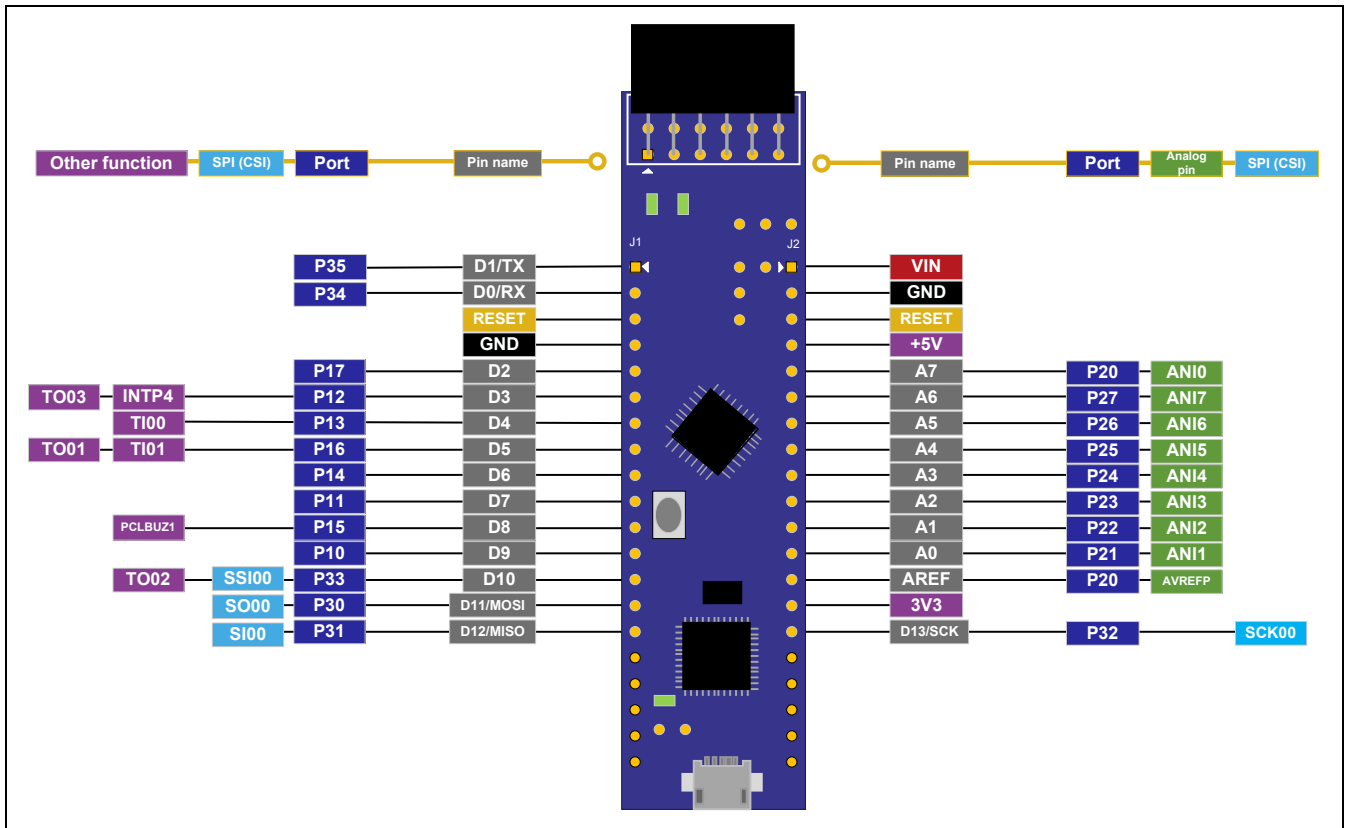 Other function SPI (CSI) Port Pin name
Pin name Port Analog pin SPI (CSI)
J1 J2
P35 D1/TX VIN
P34 D0/RX GND
RESET RESET
GND +5V
P17 D2 A7 P20 ANI0
TO03 INTP4 P12 D3 A6 P27 ANI7
TI00 P13 D4 A5 P26 ANI6
TO01 TI01 P16 D5 A4 P25 ANI5
P14 D6 A3 P24 ANI4
P11 D7 A2 P23 ANI3
PCLBUZ1 P15 D8 A1 P22 ANI2
P10 D9 A0 P21 ANI1
TO02 SSI00 P33 D10 AREF P20 AVREFP
SO00 P30 D11/MOSI 3V3
SI00 P31 D12/MISO D13/SCK P32 SCK00